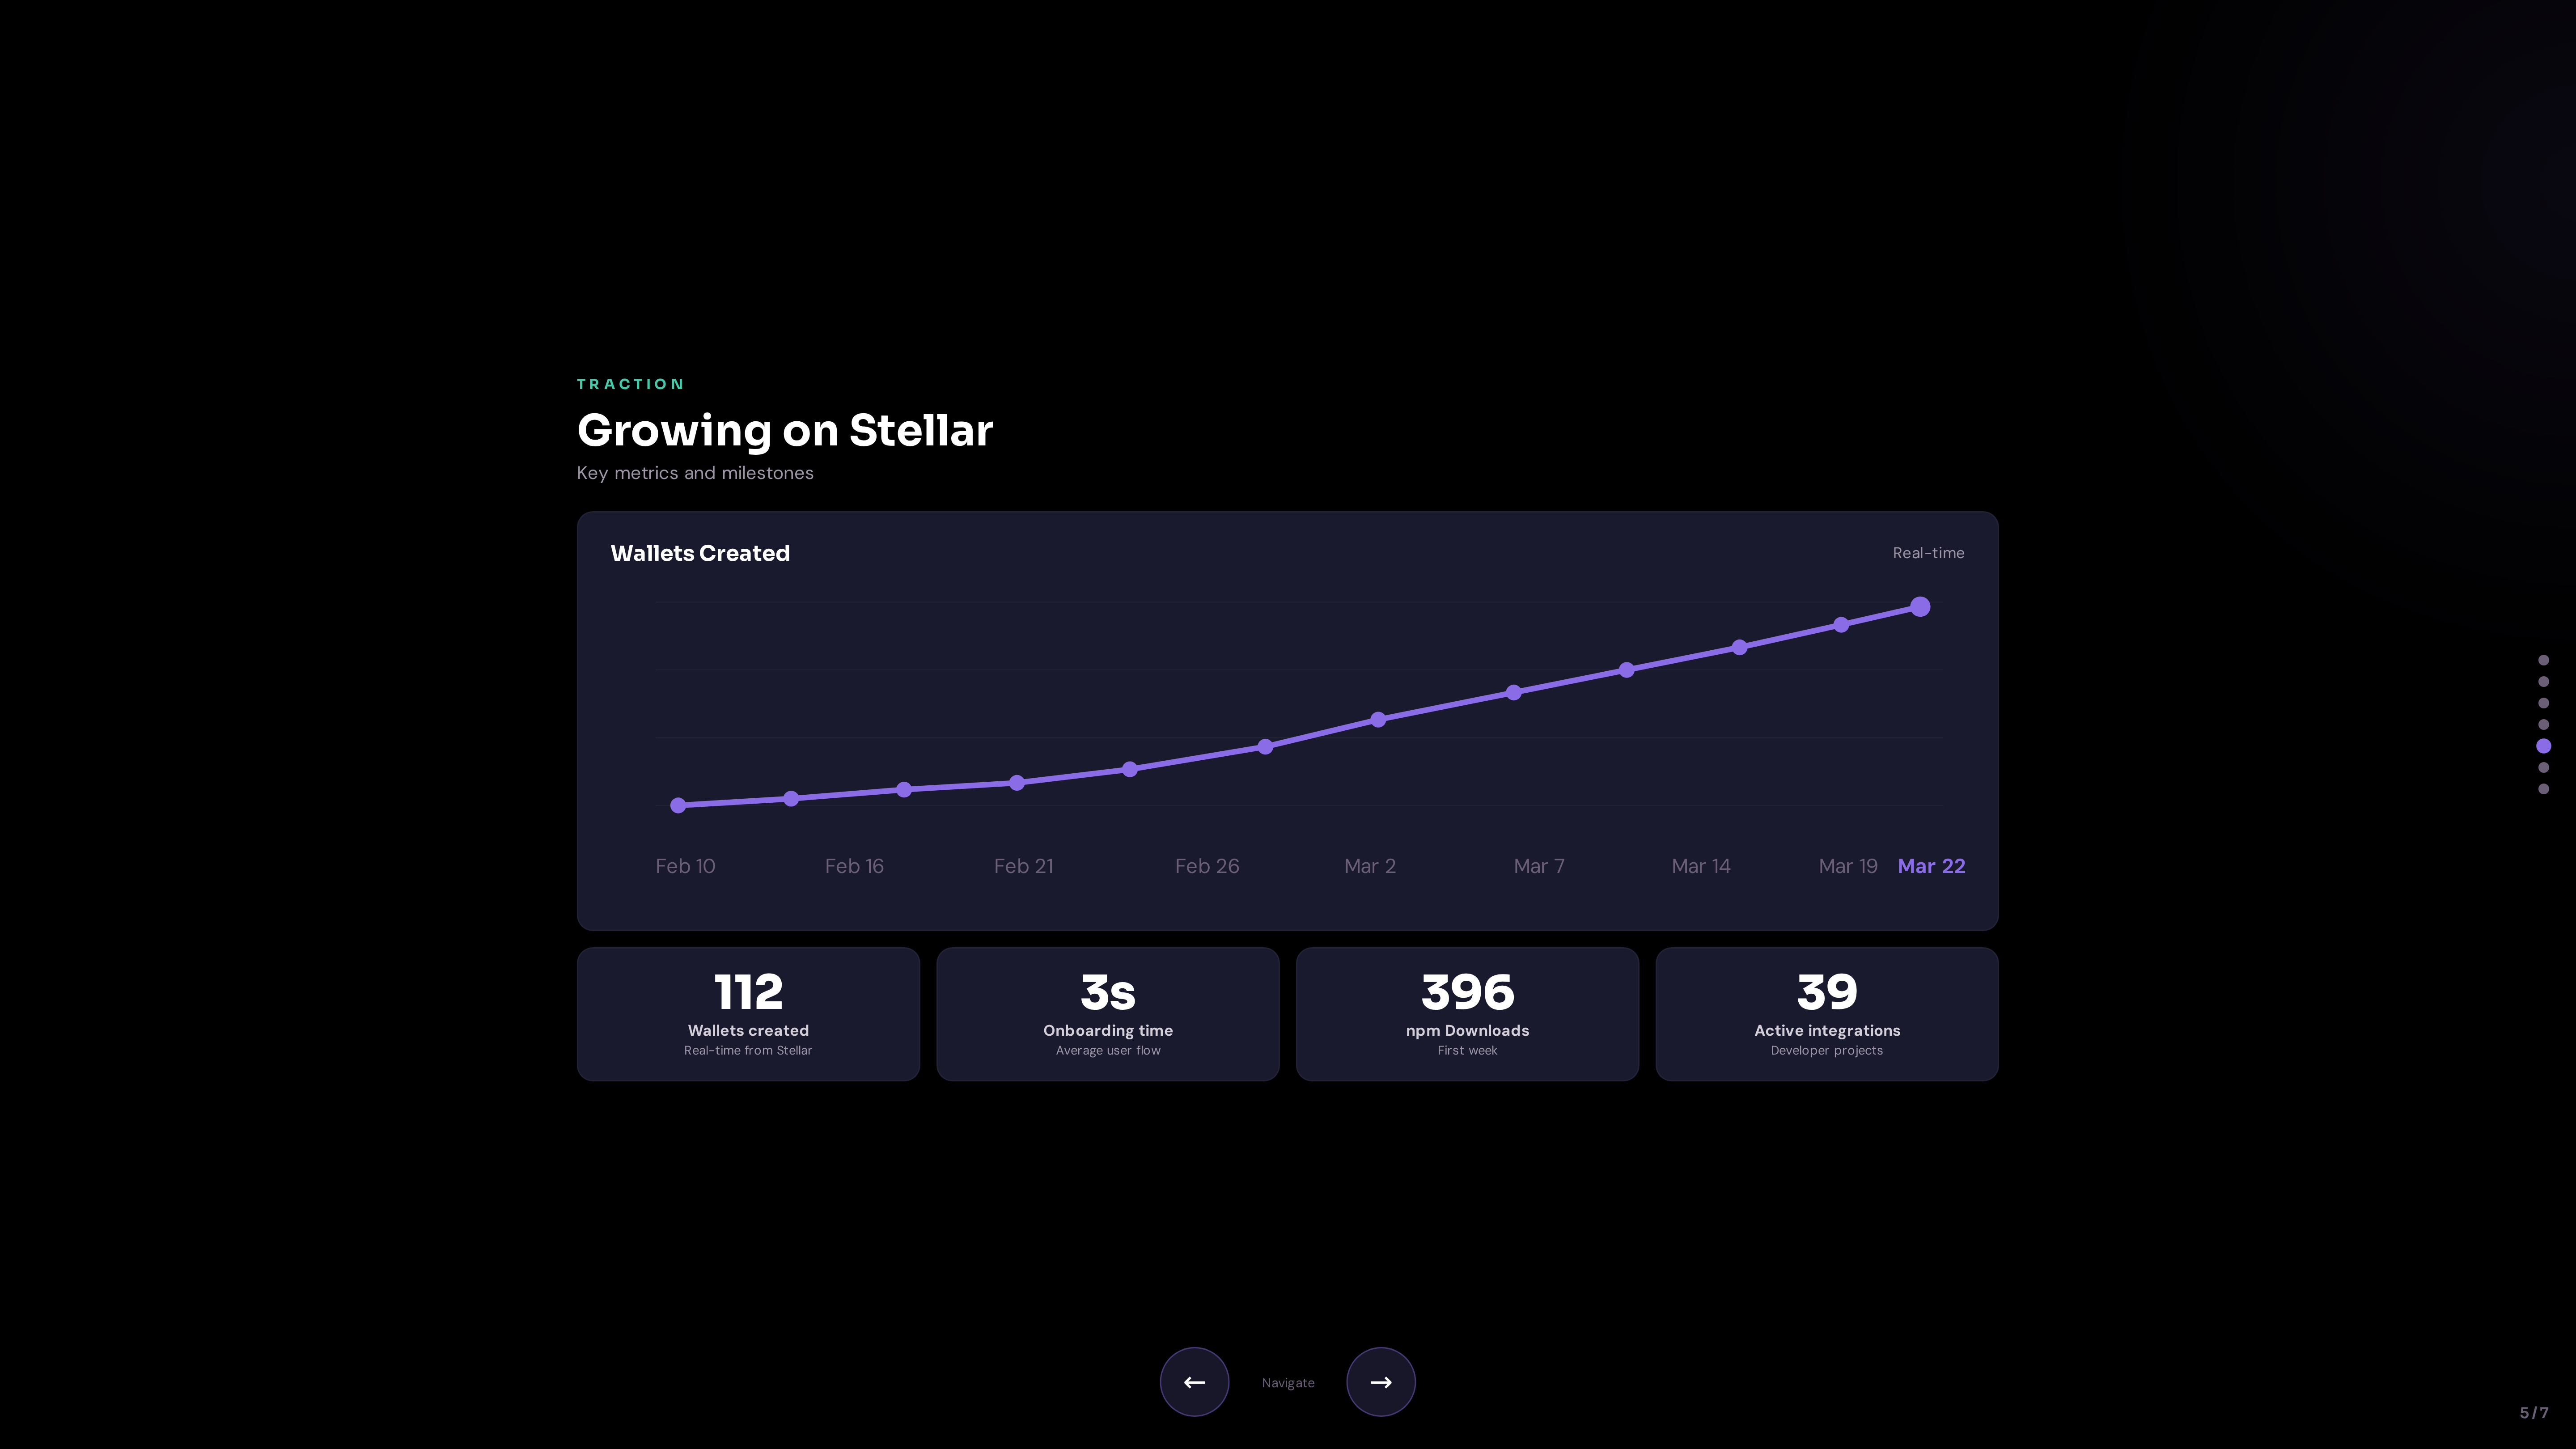 TRACTION
Growing on Stellar
Key metrics and milestones
Wallets Created
Real-time
Feb 10 Feb 16 Feb 21 Feb 26 Mar 2 Mar 7 Mar 14 Mar 19 Mar 22
112
Wallets created
Real-time from Stellar
3s
Onboarding time
Average user flow
396
npm Downloads
First week
39
Active integrations
Developer projects
← Navigate →
5/7